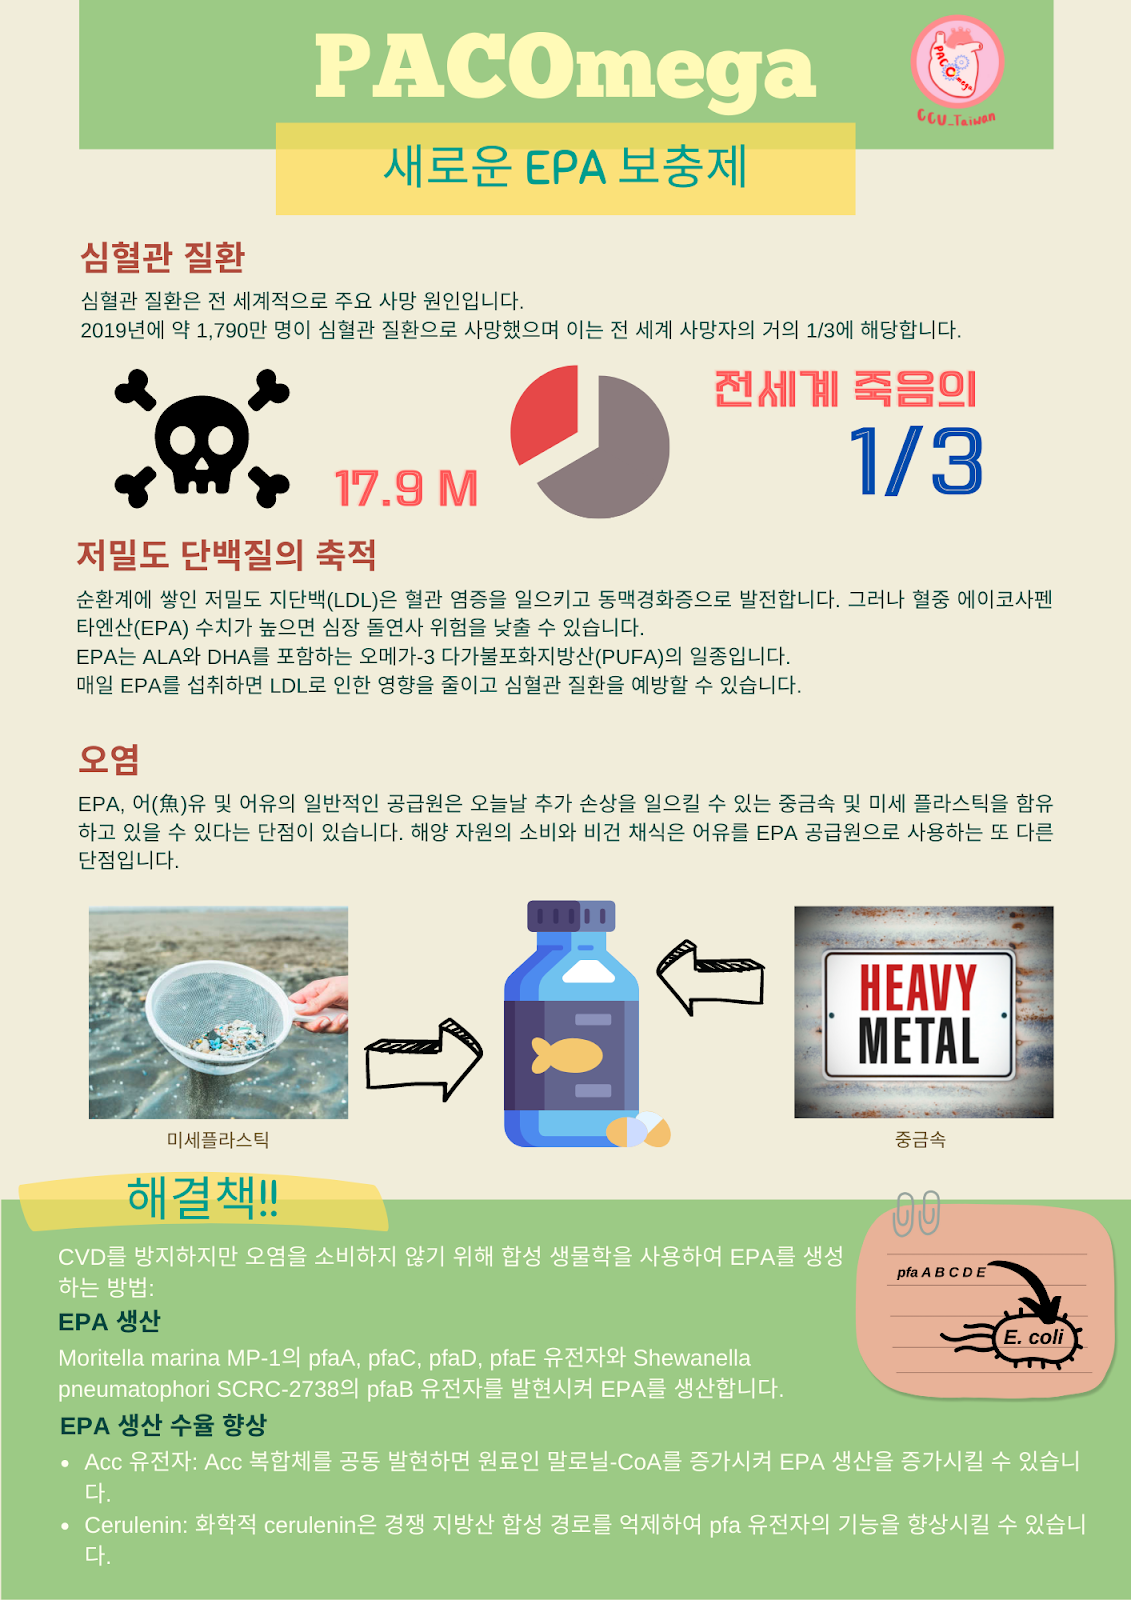 PACOmega
PACOmega
CCU_Taiwan
새로운 EPA 보충제
심혈관 질환
심혈관 질환은 전 세계적으로 주요 사망 원인입니다.
2019년에 약 1,790만 명이 심혈관 질환으로 사망했으며 이는 전 세계 사망자의 거의 1/3에 해당합니다.
전세계 죽음의
1/3
17.9 M
저밀도 단백질의 축적
순환계에 쌓인 저밀도 지단백(LDL)은 혈관 염증을 일으키고 동맥경화증으로 발전합니다. 그러나 혈중 에이코사펜
타엔산(EPA) 수치가 높으면 심장 돌연사 위험을 낮출 수 있습니다.
EPA는 ALA와 DHA를 포함하는 오메가-3 다가불포화지방산(PUFA)의 일종입니다.
매일 EPA를 섭취하면 LDL로 인한 영향을 줄이고 심혈관 질환을 예방할 수 있습니다.
오염
EPA, 어(魚)유 및 어유의 일반적인 공급원은 오늘날 추가 손상을 일으킬 수 있는 중금속 및 미세 플라스틱을 함유
하고 있을 수 있다는 단점이 있습니다. 해양 자원의 소비와 비건 채식은 어유를 EPA 공급원으로 사용하는 또 다른
단점입니다.
HEAVY
METAL
미세플라스틱
중금속
해결책!!
CVD를 방지하지만 오염을 소비하지 않기 위해 합성 생물학을 사용하여 EPA를 생성
하는 방법:
pfa A B C D E
E. coli
EPA 생산
Moritella marina MP-1의 pfaA, pfaC, pfaD, pfaE 유전자와 Shewanella
pneumatophori SCRC-2738의 pfaB 유전자를 발현시켜 EPA를 생산합니다.
EPA 생산 수율 향상
• Acc 유전자: Acc 복합체를 공동 발현하면 원료인 말로닐-CoA를 증가시켜 EPA 생산을 증가시킬 수 있습니
다.
• Cerulenin: 화학적 cerulenin은 경쟁 지방산 합성 경로를 억제하여 pfa 유전자의 기능을 향상시킬 수 있습니
다.